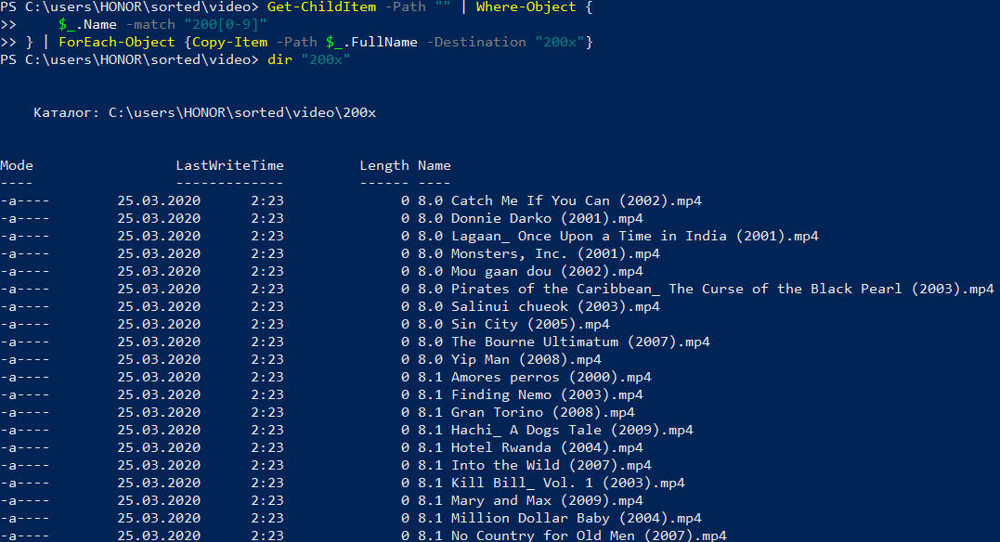 PS C:\users\HONOR\sorted\video> Get-ChildItem -Path "" | Where-Object {
>>     $_.Name -match "200[0-9]"
>> } | ForEach-Object {Copy-Item -Path $_.FullName -Destination "200x"}
PS C:\users\HONOR\sorted\video> dir "200x"
Каталог: C:\users\HONOR\sorted\video\200x
Mode                 LastWriteTime         Length Name
----                 -------------         ------ ----
-a----        25.03.2020      2:23              0 8.0 Catch Me If You Can (2002).mp4
-a----        25.03.2020      2:23              0 8.0 Donnie Darko (2001).mp4
-a----        25.03.2020      2:23              0 8.0 Lagaan_ Once Upon a Time in India (2001).mp4
-a----        25.03.2020      2:23              0 8.0 Monsters, Inc. (2001).mp4
-a----        25.03.2020      2:23              0 8.0 Mou gaan dou (2002).mp4
-a----        25.03.2020      2:23              0 8.0 Pirates of the Caribbean_ The Curse of the Black Pearl (2003).mp4
-a----        25.03.2020      2:23              0 8.0 Salinui chueok (2003).mp4
-a----        25.03.2020      2:23              0 8.0 Sin City (2005).mp4
-a----        25.03.2020      2:23              0 8.0 The Bourne Ultimatum (2007).mp4
-a----        25.03.2020      2:23              0 8.0 Yip Man (2008).mp4
-a----        25.03.2020      2:23              0 8.1 Amores perros (2000).mp4
-a----        25.03.2020      2:23              0 8.1 Finding Nemo (2003).mp4
-a----        25.03.2020      2:23              0 8.1 Gran Torino (2008).mp4
-a----        25.03.2020      2:23              0 8.1 Hachi_ A Dogs Tale (2009).mp4
-a----        25.03.2020      2:23              0 8.1 Hotel Rwanda (2004).mp4
-a----        25.03.2020      2:23              0 8.1 Into the Wild (2007).mp4
-a----        25.03.2020      2:23              0 8.1 Kill Bill_ Vol. 1 (2003).mp4
-a----        25.03.2020      2:23              0 8.1 Mary and Max (2009).mp4
-a----        25.03.2020      2:23              0 8.1 Million Dollar Baby (2004).mp4
-a----        25.03.2020      2:23              0 8.1 No Country for Old Men (2007).mp4